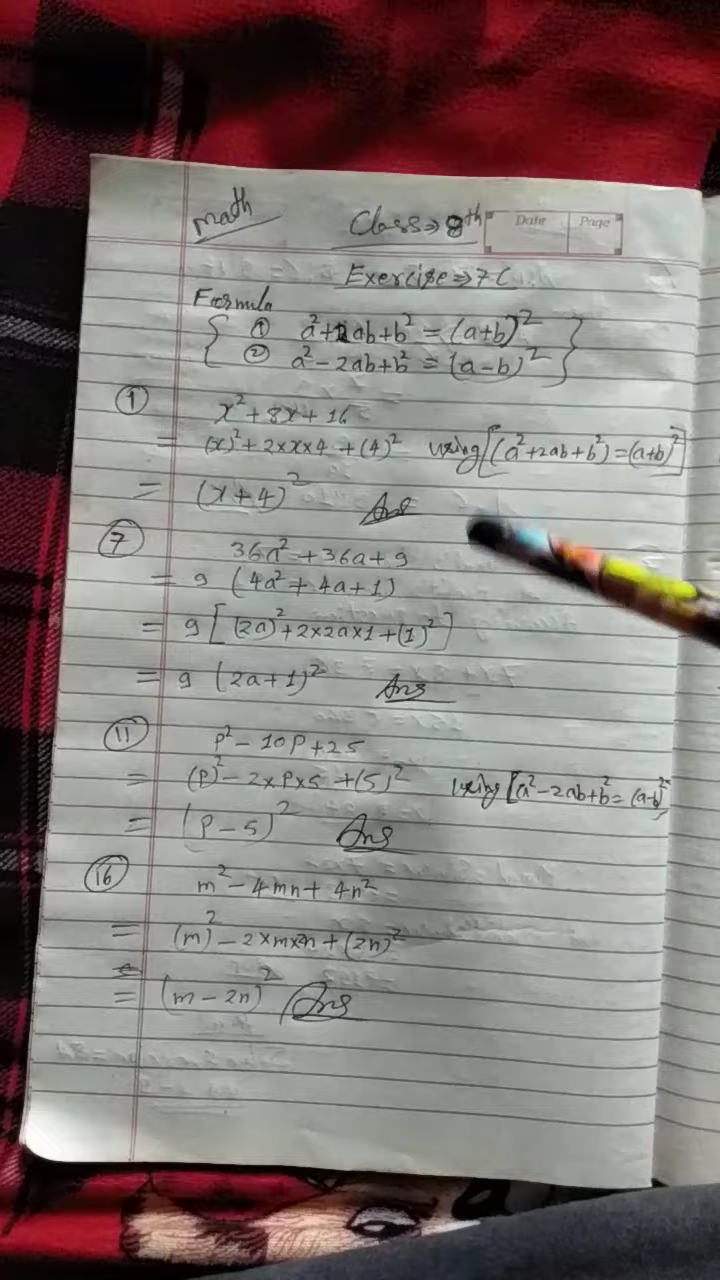 Math Class⇒8th Date Page
Exercise⇒7C
Formula
① a²+2ab+b² = (a+b)²
② a²-2ab+b² = (a-b)²
① x²+8x+16
= (x)²+2×x×4+(4)² using[(a²+2ab+b²)=(a+b)²]
= (x+4)² Ans
⑦ 36a²+36a+9
= 9 (4a²+4a+1)
= 9[(2a)²+2×2a×1+(1)²]
= 9 (2a+1)² Ans
⑪ p²-10p+25
= (p)²-2×p×5+(5)² using [a²-2ab+b²=(a-b)²
= (p-5)² Ans
⑯ m²-4mn+4n²
= (m)²-2×m×2n+(2n)²
= (m-2n)² Ans